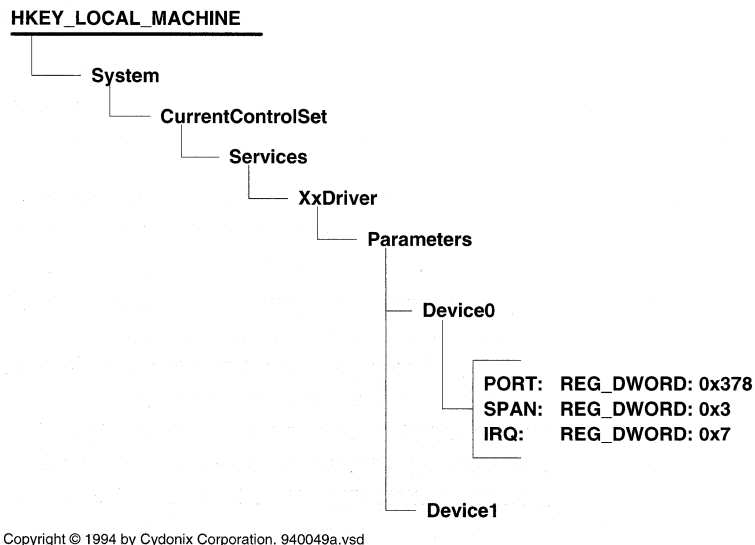 HKEY_LOCAL_MACHINE
System
CurrentControlSet
Services
XxDriver
Parameters
Device0
PORT: REG_DWORD: 0x378
SPAN: REG_DWORD: 0x3
IRQ: REG_DWORD: 0x7
Device1
Copyright © 1994 by Cydonix Corporation. 940049a.vsd